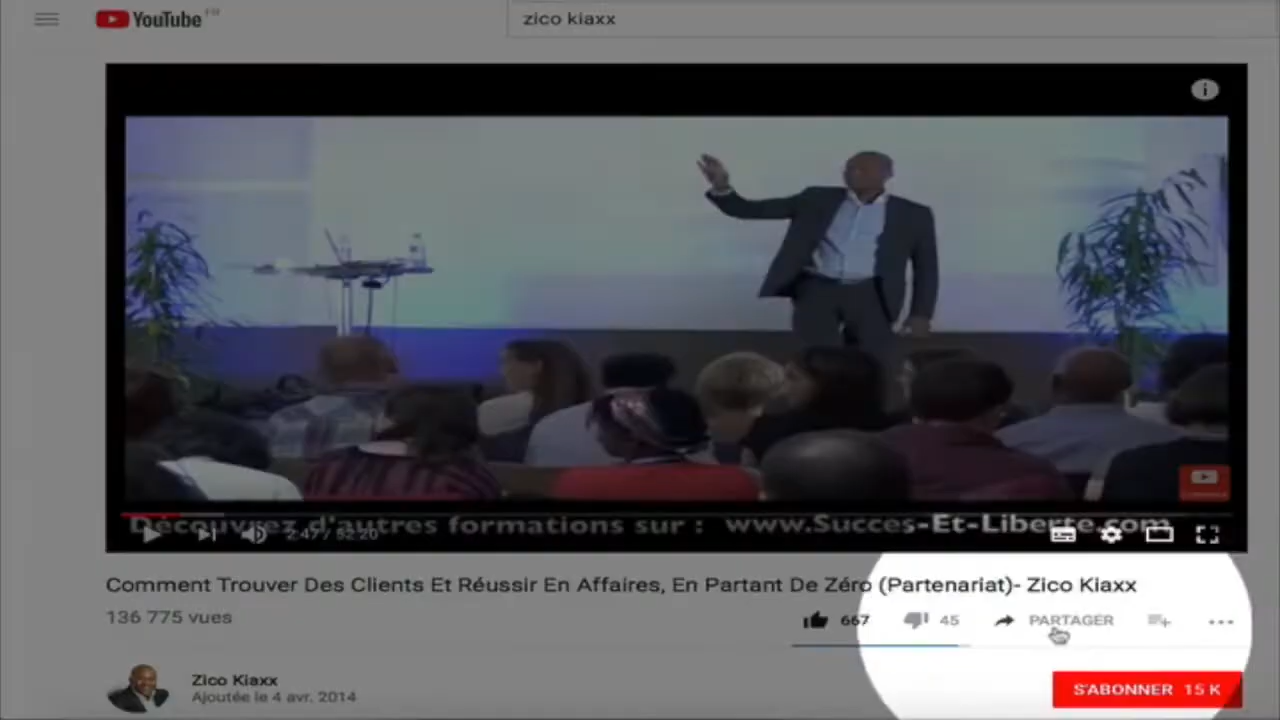 YouTube FR
zico kiaxx
Découvrez d'autres formations sur : www.Succes-Et-Liberte.com
2:47 / 52:20
Comment Trouver Des Clients Et Réussir En Affaires, En Partant De Zéro (Partenariat)- Zico Kiaxx
136 775 vues
667 45 PARTAGER
Zico Kiaxx
Ajoutée le 4 avr. 2014
S'ABONNER 15 K